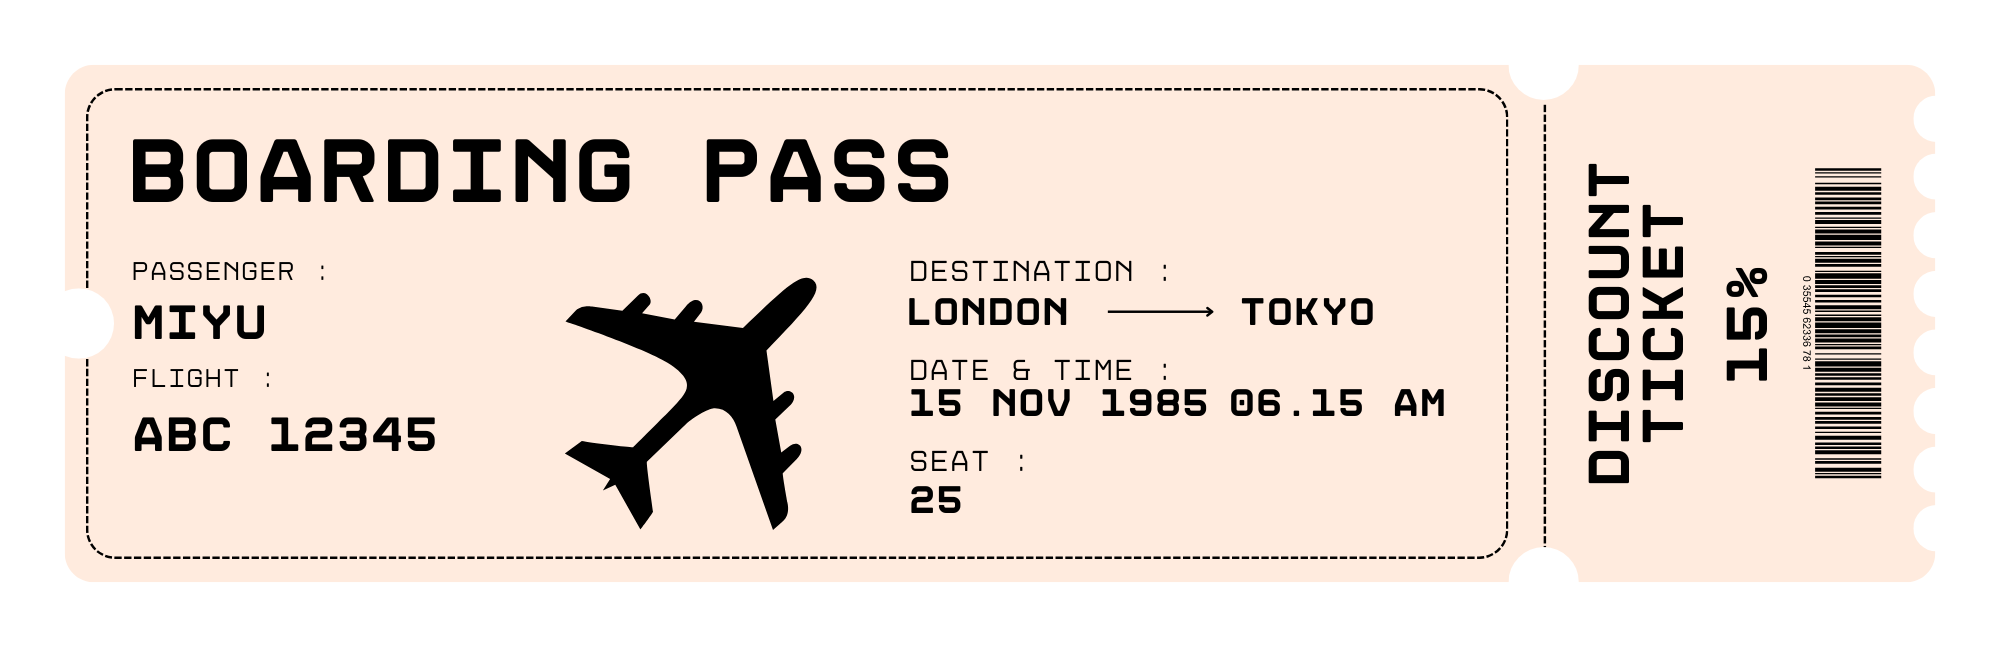 BOARDING PASS
PASSENGER :
MIYU
FLIGHT :
ABC 12345
DESTINATION :
LONDON → TOKYO
DATE & TIME :
15 NOV 1985 06.15 AM
SEAT :
25
DISCOUNT
TICKET
15%
0 35545 62336 78 1